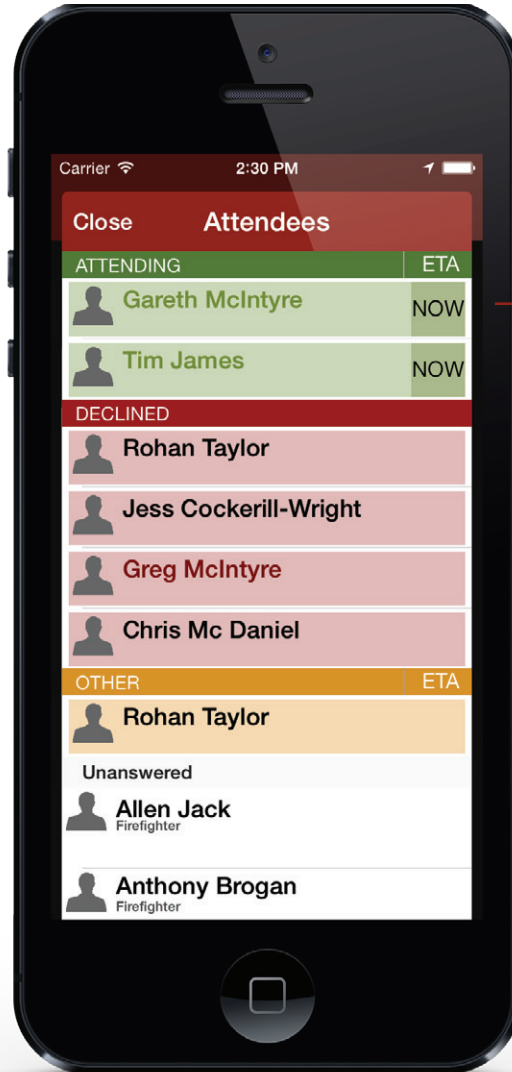 Carrier 2:30 PM
Close Attendees
ATTENDING ETA
Gareth McIntyre NOW
Tim James NOW
DECLINED
Rohan Taylor
Jess Cockerill-Wright
Greg McIntyre
Chris Mc Daniel
OTHER ETA
Rohan Taylor
Unanswered
Allen Jack
Firefighter
Anthony Brogan
Firefighter